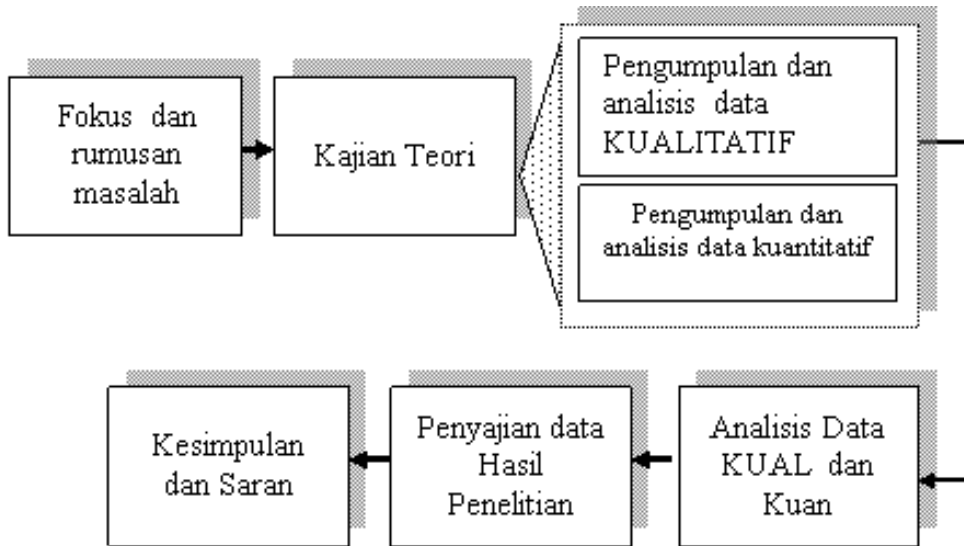 Fokus dan
rumusan
masalah
Kajian Teori
Pengumpulan dan
analisis data
KUALITATIF
Pengumpulan dan
analisis data kuantitatif
Analisis Data
KUAL dan
Kuan
Penyajian data
Hasil
Penelitian
Kesimpulan
dan Saran